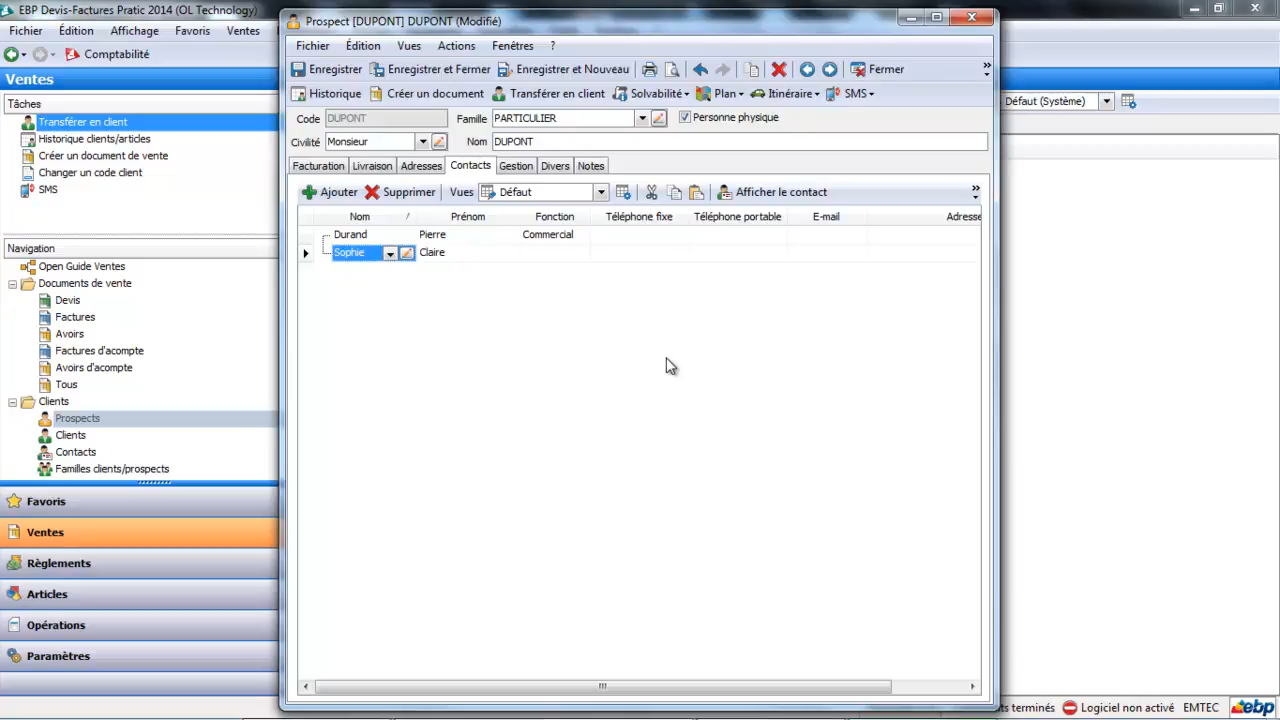 EBP Devis-Factures Pratic 2014 (OL Technology)
Fichier Édition Affichage Favoris Ventes
Comptabilité
Ventes
Tâches
Transférer en client
Historique clients/articles
Créer un document de vente
Changer un code client
SMS
Navigation
Open Guide Ventes
Documents de vente
Devis
Factures
Avoirs
Factures d'acompte
Avoirs d'acompte
Tous
Clients
Prospects
Clients
Contacts
Familles clients/prospects
Favoris
Ventes
Règlements
Articles
Opérations
Paramètres
Prospect [DUPONT] DUPONT (Modifié)
Fichier Édition Vues Actions Fenêtres ?
Enregistrer Enregistrer et Fermer Enregistrer et Nouveau Fermer
Historique Créer un document Transférer en client Solvabilité Plan Itinéraire SMS
Code DUPONT Famille PARTICULIER Personne physique
Civilité Monsieur Nom DUPONT
Facturation Livraison Adresses Contacts Gestion Divers Notes
Ajouter Supprimer Vues Défaut Afficher le contact
Nom Prénom Fonction Téléphone fixe Téléphone portable E-mail Adresse
Durand Pierre Commercial
Sophie Claire
Défaut (Système)
ts terminés Logiciel non activé EMTEC ebp